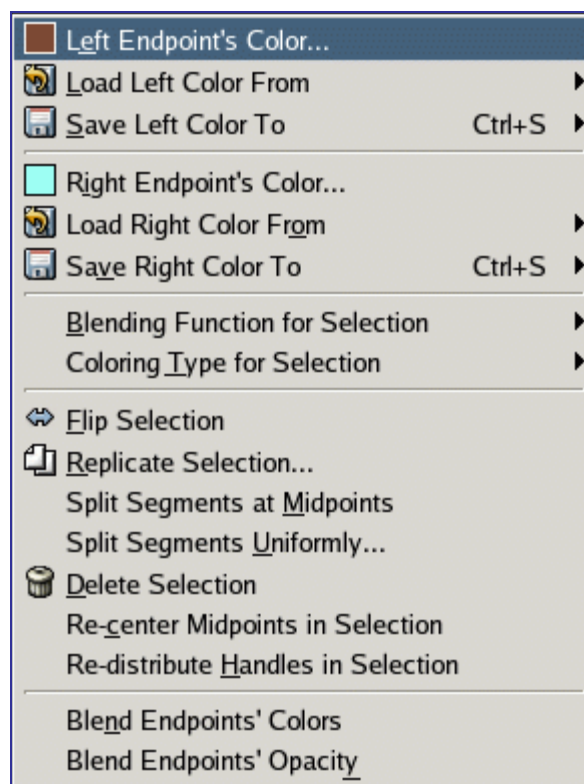 Left Endpoint's Color...
Load Left Color From
Save Left Color To Ctrl+S
Right Endpoint's Color...
Load Right Color From
Save Right Color To Ctrl+S
Blending Function for Selection
Coloring Type for Selection
Flip Selection
Replicate Selection...
Split Segments at Midpoints
Split Segments Uniformly...
Delete Selection
Re-center Midpoints in Selection
Re-distribute Handles in Selection
Blend Endpoints' Colors
Blend Endpoints' Opacity